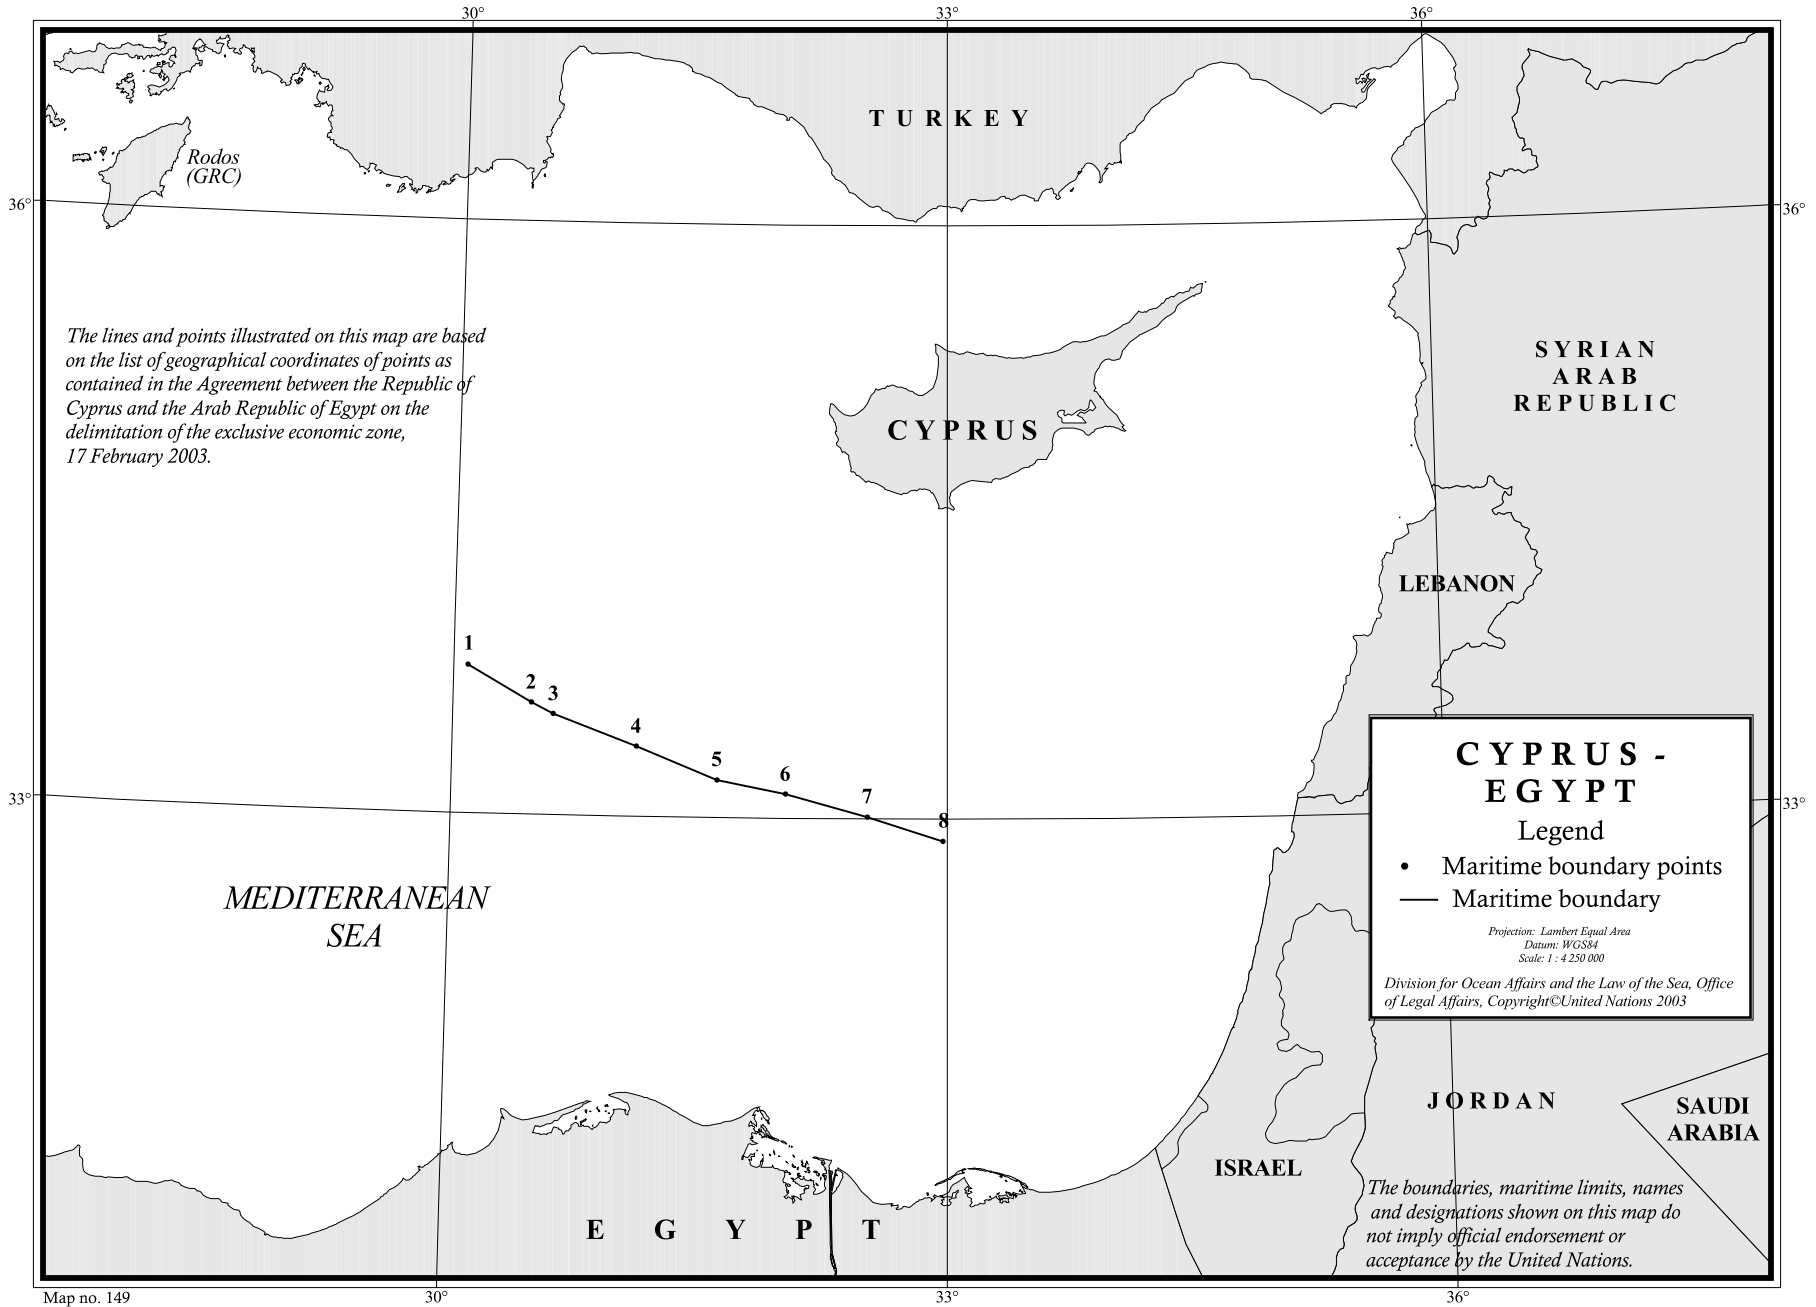 30° 33° 36°
TURKEY
Rodos
(GRC)
36° 36°
The lines and points illustrated on this map are based
on the list of geographical coordinates of points as
contained in the Agreement between the Republic of
Cyprus and the Arab Republic of Egypt on the
delimitation of the exclusive economic zone,
17 February 2003.
SYRIAN
ARAB
REPUBLIC
CYPRUS
LEBANON
1
2
3
4
5
6
7
8
33° 33°
CYPRUS -
EGYPT
Legend
Maritime boundary points
Maritime boundary
Projection: Lambert Equal Area
Datum: WGS84
Scale: 1 : 4 250 000
Division for Ocean Affairs and the Law of the Sea, Office
of Legal Affairs, Copyright©United Nations 2003
MEDITERRANEAN
SEA
JORDAN
SAUDI
ARABIA
ISRAEL
EGYPT
The boundaries, maritime limits, names
and designations shown on this map do
not imply official endorsement or
acceptance by the United Nations.
Map no. 149
30° 33° 36°